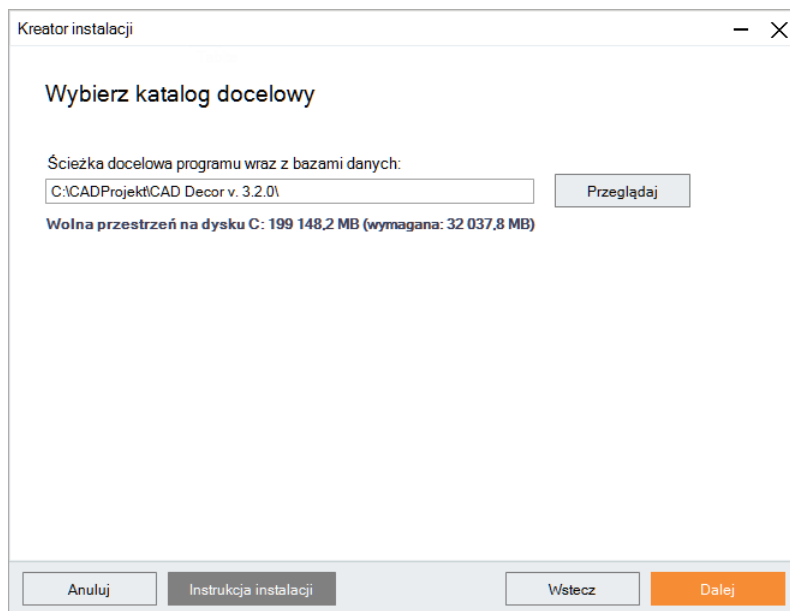 Kreator instalacji
Wybierz katalog docelowy
Ścieżka docelowa programu wraz z bazami danych:
C:\CADProjekt\CAD Decor v. 3.2.0\
Przeglądaj
Wolna przestrzeń na dysku C: 199 148,2 MB (wymagana: 32 037,8 MB)
Anuluj
Instrukcja instalacji
Wstecz
Dalej